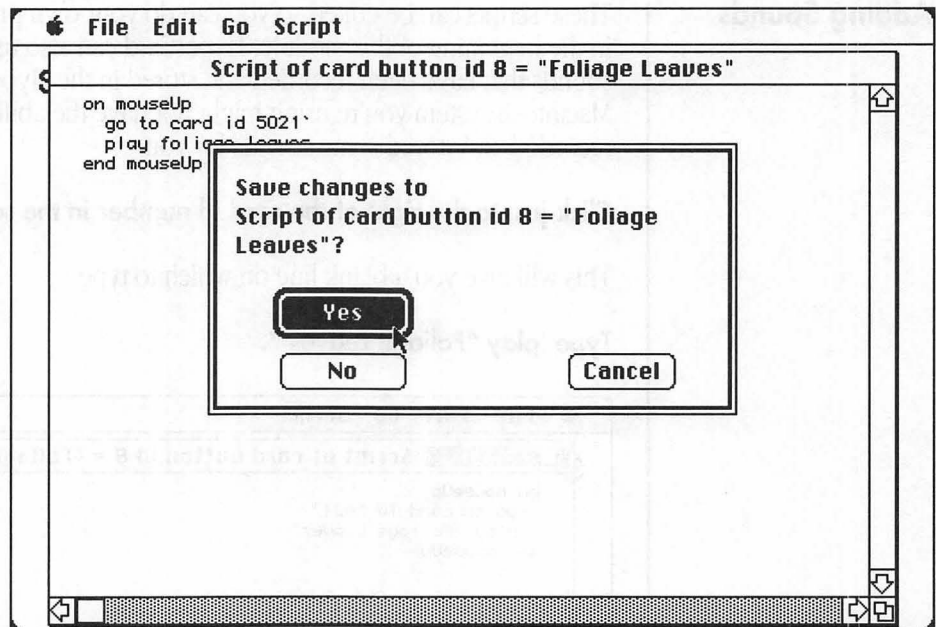 File Edit Go Script
Script of card button id 8 = "Foliage Leaves"
on mouseUp
go to card id 5021`
play foliage leaves
end mouseUp
Save changes to
Script of card button id 8 = "Foliage
Leaves"?
Yes
No
Cancel